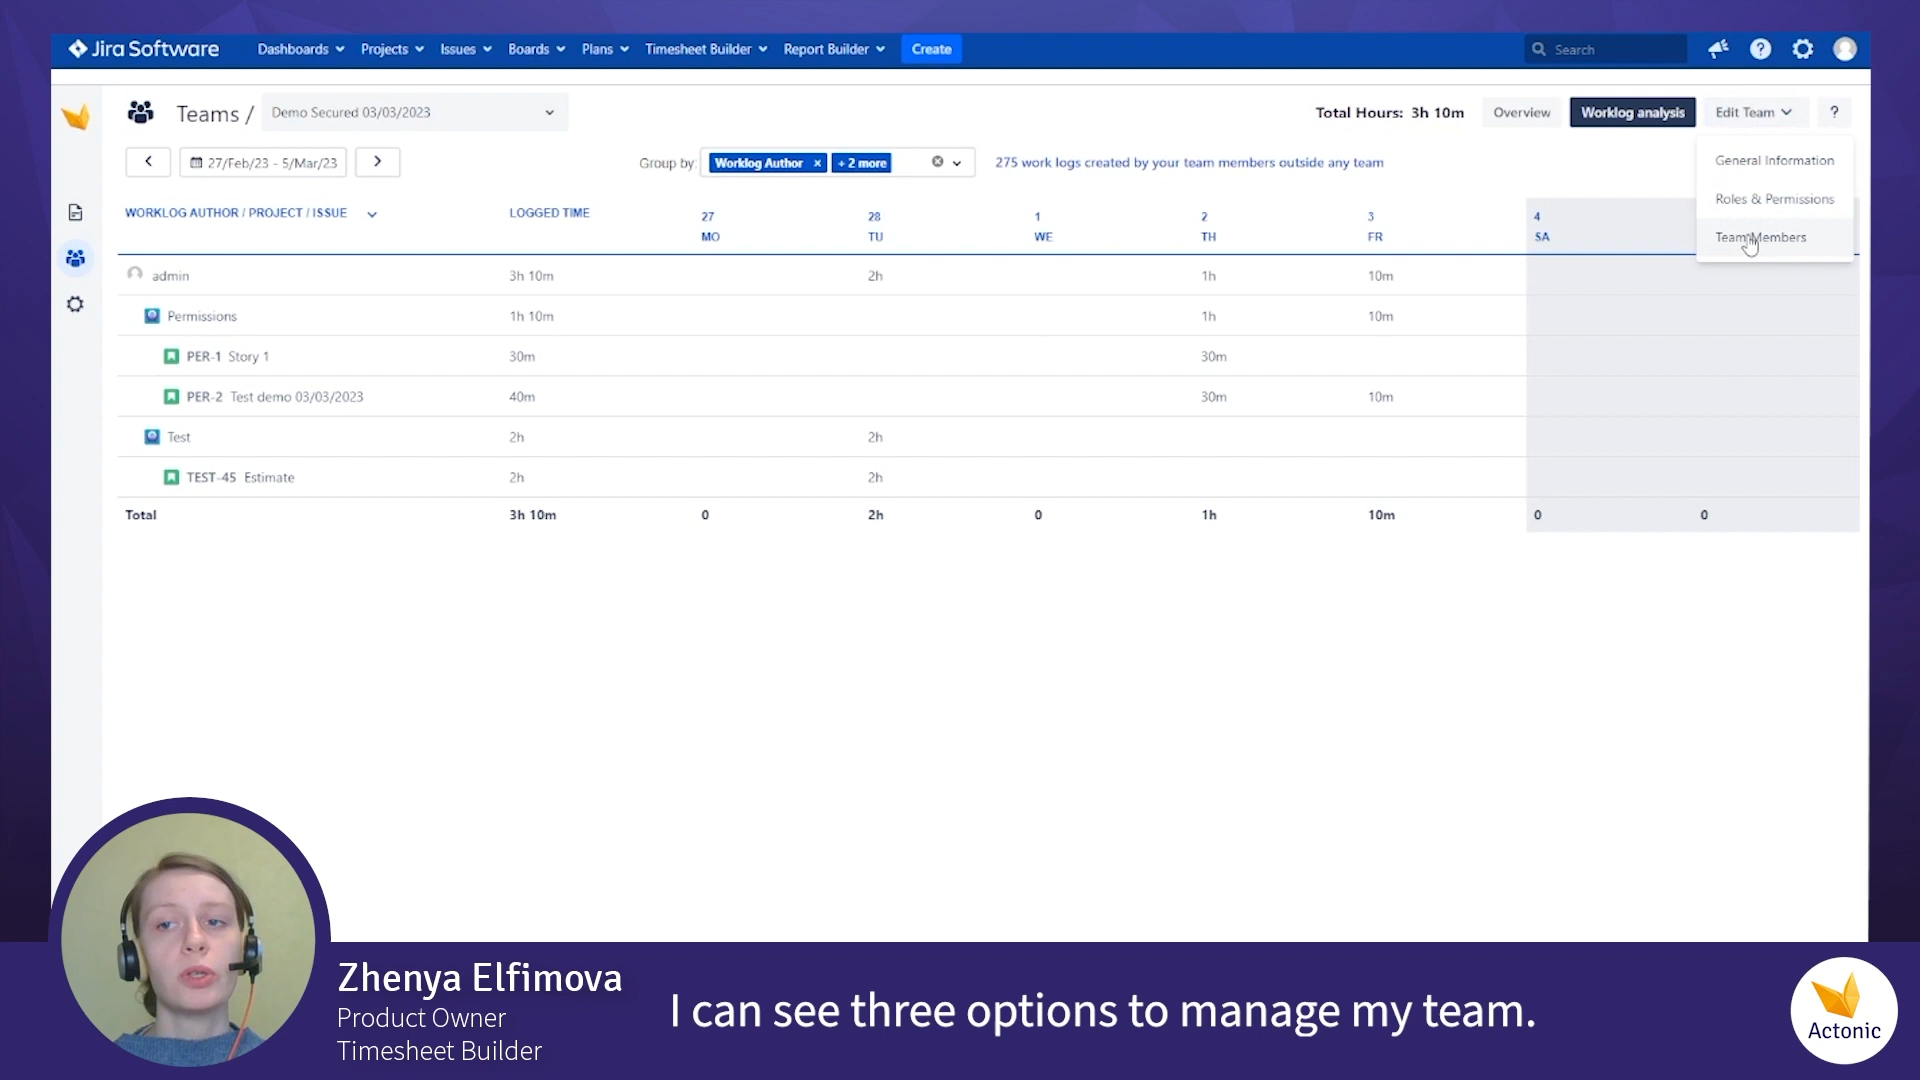 Jira Software Dashboards Projects Issues Boards Plans Timesheet Builder Report Builder Create Search ?
Teams / Demo Secured 03/03/2023 Total Hours: 3h 10m Overview Worklog analysis Edit Team ?
27/Feb/23 - 5/Mar/23 Group by: Worklog Author × + 2 more 275 work logs created by your team members outside any team
General Information
Roles & Permissions
Team Members
WORKLOG AUTHOR / PROJECT / ISSUE LOGGED TIME 27 28 1 2 3 4
MO TU WE TH FR SA
admin 3h 10m 2h 1h 10m
Permissions 1h 10m 1h 10m
PER-1 Story 1 30m 30m
PER-2 Test demo 03/03/2023 40m 30m 10m
Test 2h 2h
TEST-45 Estimate 2h 2h
Total 3h 10m 0 2h 0 1h 10m 0 0
Zhenya Elfimova
Product Owner
Timesheet Builder
I can see three options to manage my team.
Actonic